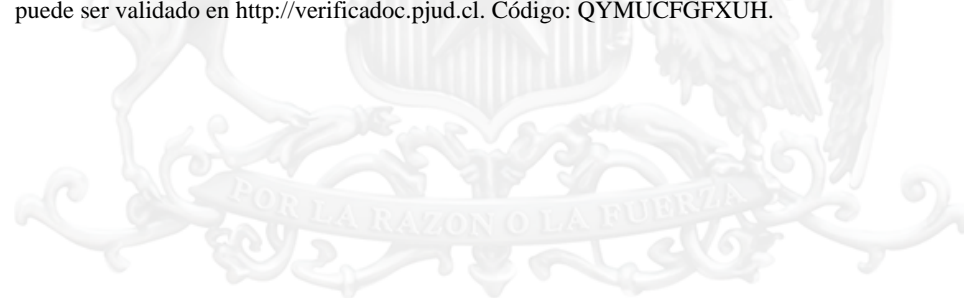 puede ser validado en http://verificadoc.pjud.cl. Código: QYMUCFGFXUH.
POR LA RAZON O LA FUERZA